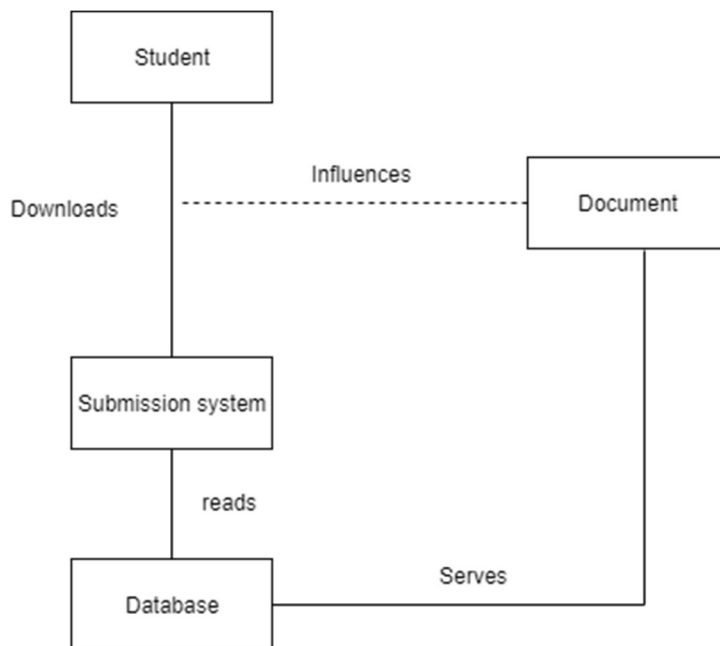 Student
Influences
Document
Downloads
Submission system
reads
Serves
Database